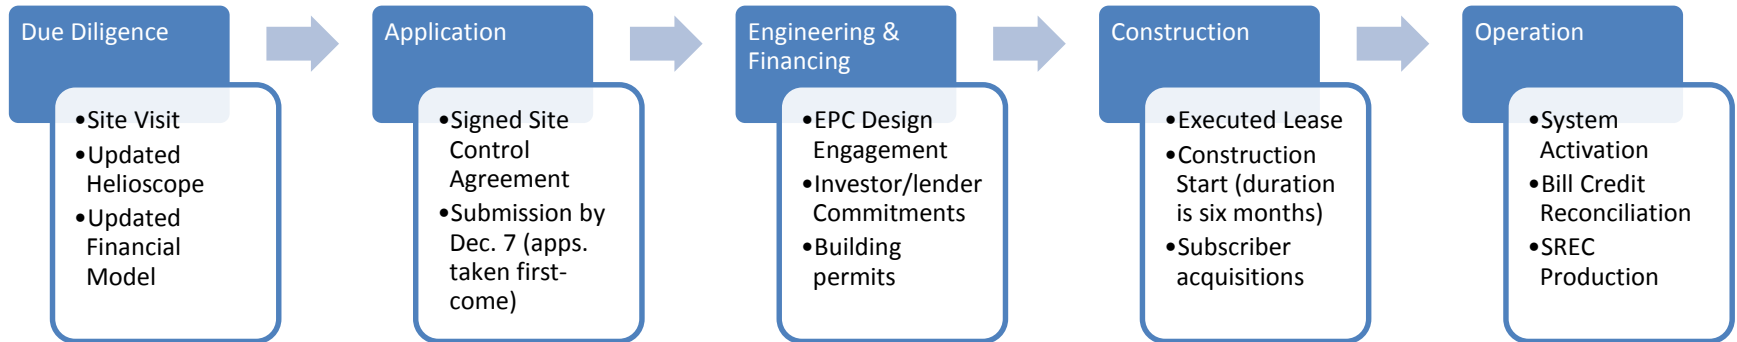 Due Diligence
•Site Visit
•Updated
Helioscope
•Updated
Financial
Model
Application
•Signed Site
Control
Agreement
•Submission by
Dec. 7 (apps.
taken first-
come)
Engineering &
Financing
•EPC Design
Engagement
•Investor/lender
Commitments
•Building
permits
Construction
•Executed Lease
•Construction
Start (duration
is six months)
•Subscriber
acquisitions
Operation
•System
Activation
•Bill Credit
Reconciliation
•SREC
Production